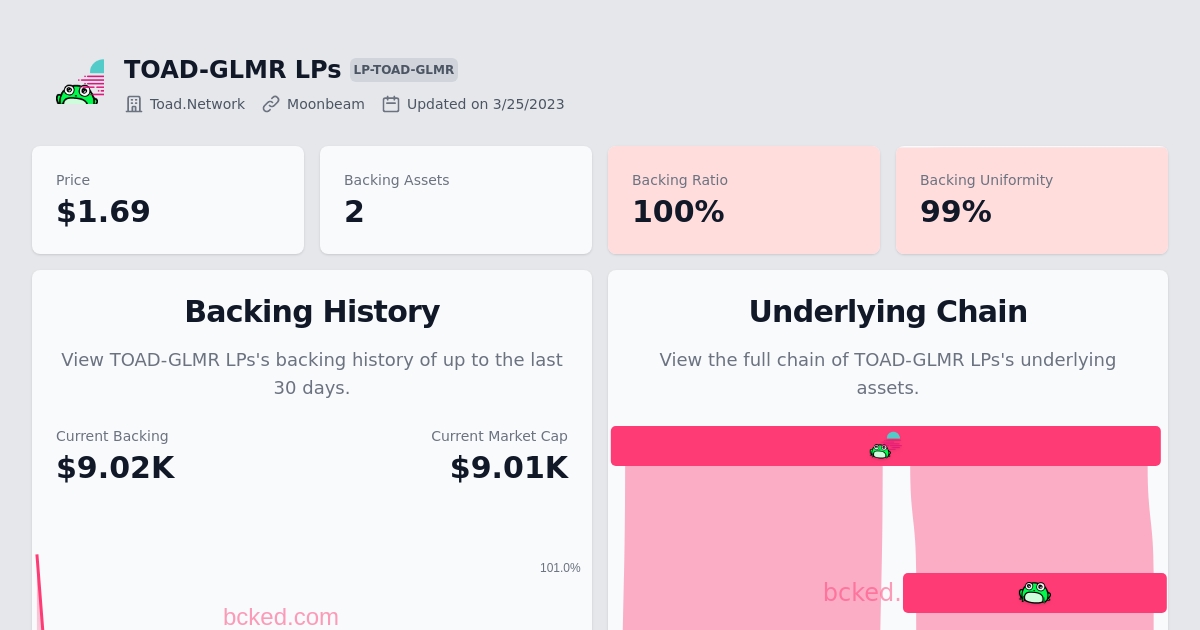 TOAD-GLMR LPs LP-TOAD-GLMR
Toad.Network Moonbeam Updated on 3/25/2023
Price
$1.69
Backing Assets
2
Backing Ratio
100%
Backing Uniformity
99%
Backing History
View TOAD-GLMR LPs's backing history of up to the last
30 days.
Current Backing
$9.02K
Current Market Cap
$9.01K
101.0%
bcked.com
Underlying Chain
View the full chain of TOAD-GLMR LPs's underlying
assets.
bcked.